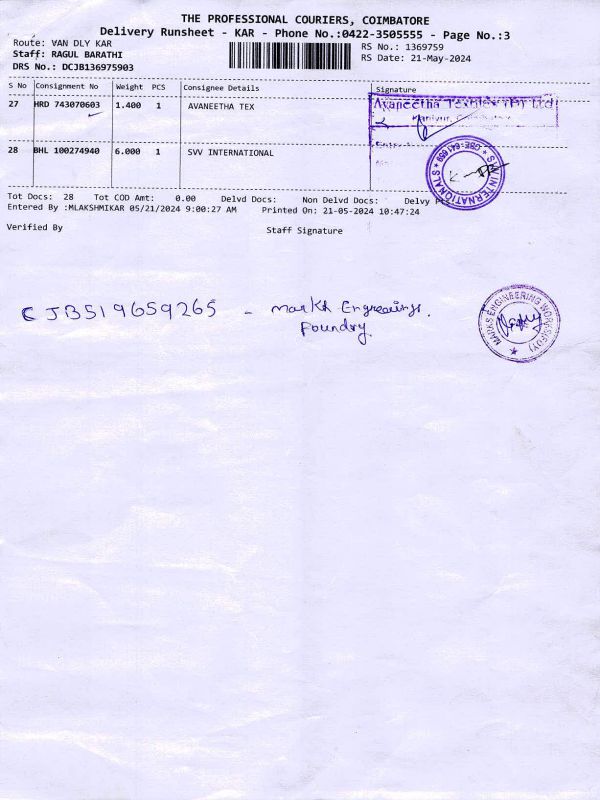 THE PROFESSIONAL COURIERS, COIMBATORE
Delivery Runsheet - KAR - Phone No.:0422-3505555 - Page No.:3
Route: VAN DLY KAR
Staff: RAGUL BARATHI
DRS No.: DCJB136975903
RS No.: 1369759
RS Date: 21-May-2024
S No Consignment No Weight PCS Consignee Details Signature
27 HRD 743070603 1.400 1 AVANEETHA TEX
Avaneetha Textiles (P) Ltd
28 BHL 100274940 6.000 1 SVV INTERNATIONAL
INTERNATIONALS * CBE-641 659 *
Tot Docs: 28 Tot COD Amt: 0.00 Delvd Docs: Non Delvd Docs: Delvy
Entered By :MLAKSHMIKAR 05/21/2024 9:00:27 AM Printed On: 21-05-2024 10:47:24
Verified By Staff Signature
CJB519659265 -
Foundry.
MARKS ENGINEERING WORKS(FDY)